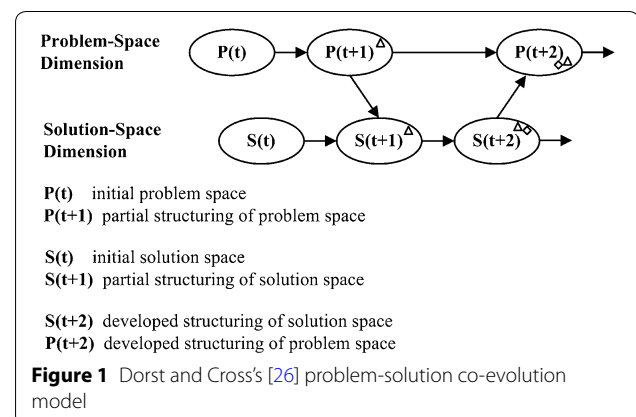 Problem-Space Dimension
P(t) P(t+1) P(t+2)
Solution-Space Dimension
S(t) S(t+1) S(t+2)
P(t) initial problem space
P(t+1) partial structuring of problem space
S(t) initial solution space
S(t+1) partial structuring of solution space
S(t+2) developed structuring of solution space
P(t+2) developed structuring of problem space
Figure 1 Dorst and Cross's [26] problem-solution co-evolution
model